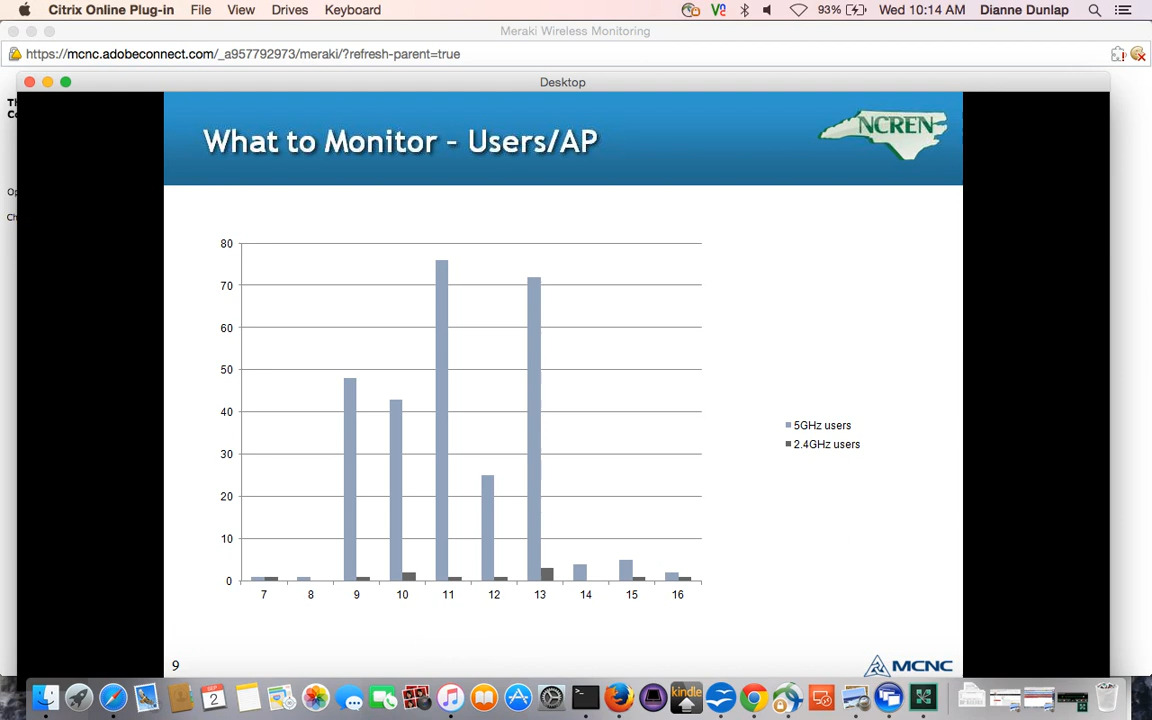 Citrix Online Plug-in File View Drives Keyboard 93% Wed 10:14 AM Dianne Dunlap
Meraki Wireless Monitoring
https://mcnc.adobeconnect.com/_a957792973/meraki/?refresh-parent=true
Desktop
What to Monitor – Users/AP
NCREN
80
70
60
50
40
30
20
10
0
7 8 9 10 11 12 13 14 15 16
5GHz users
2.4GHz users
9
MCNC
SEP
2
kindle